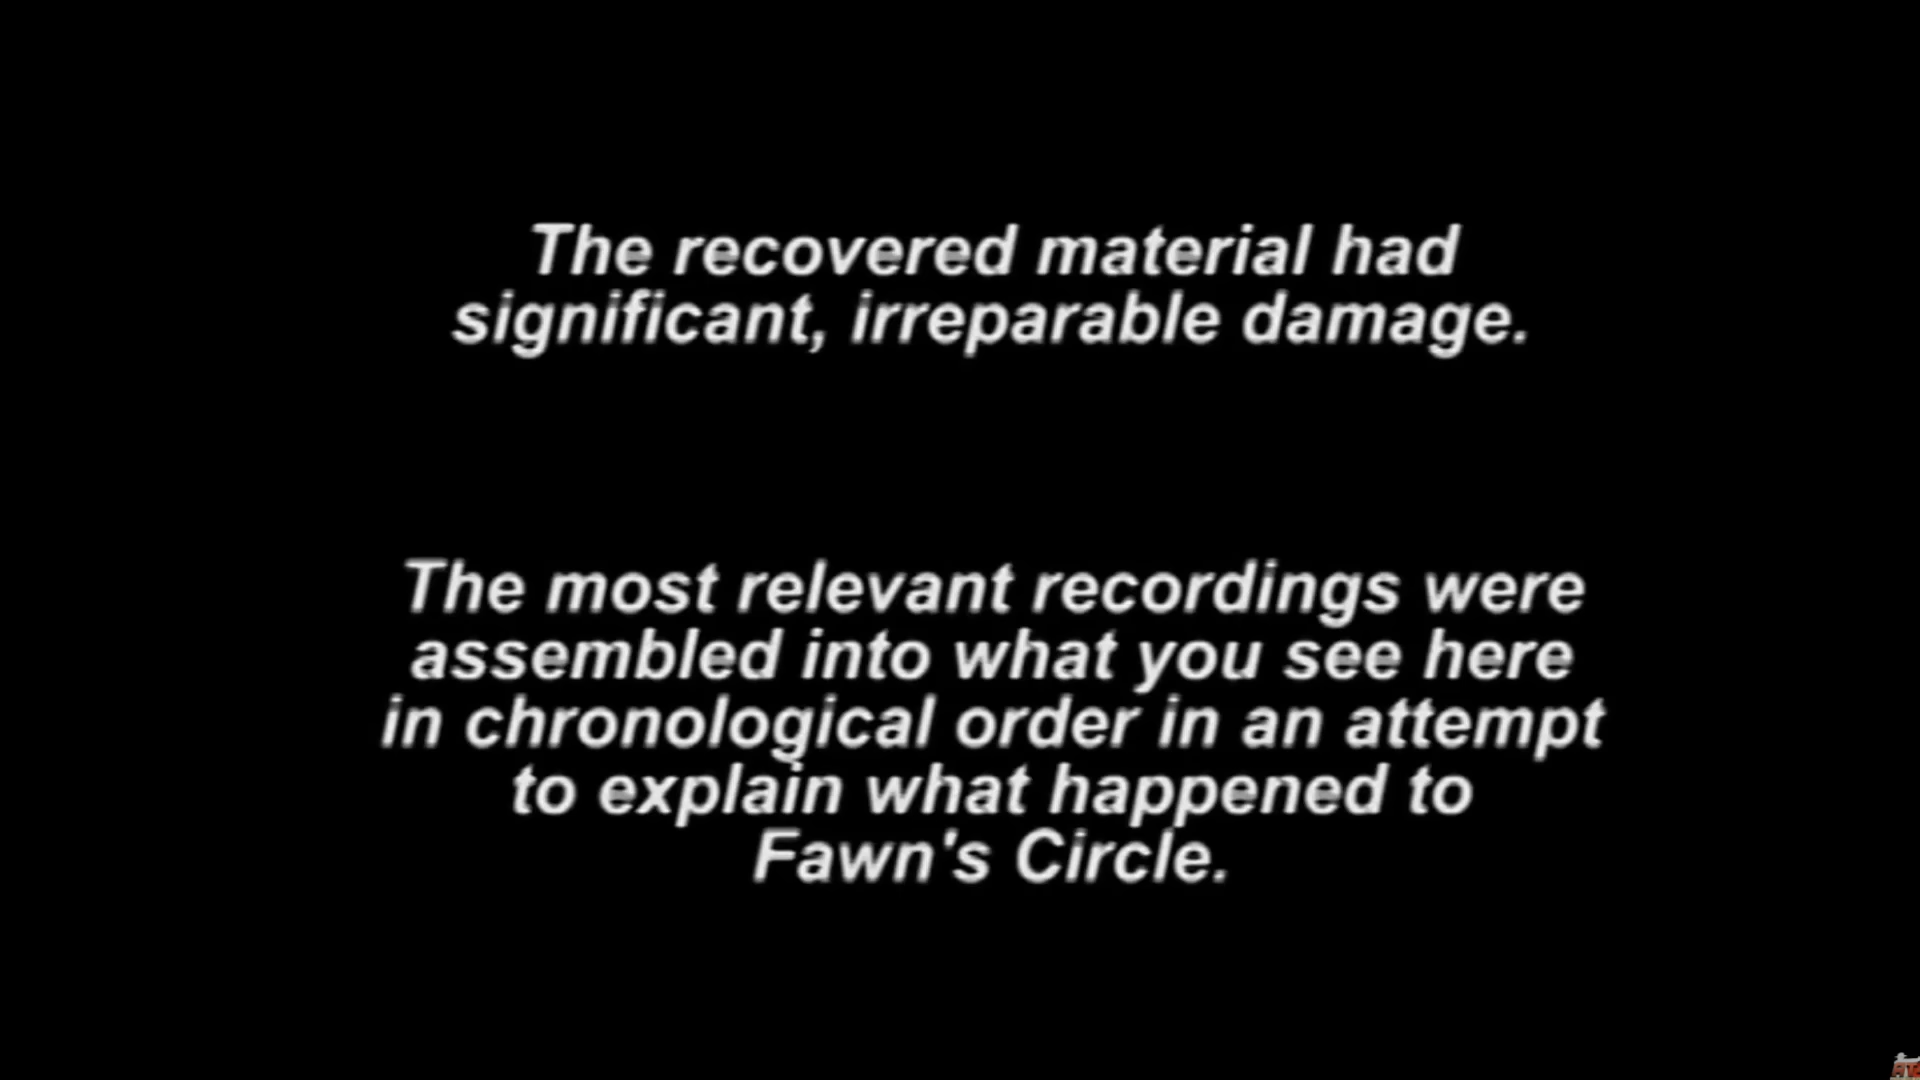 The recovered material had
significant, irreparable damage.
The most relevant recordings were
assembled into what you see here
in chronological order in an attempt
to explain what happened to
Fawn's Circle.